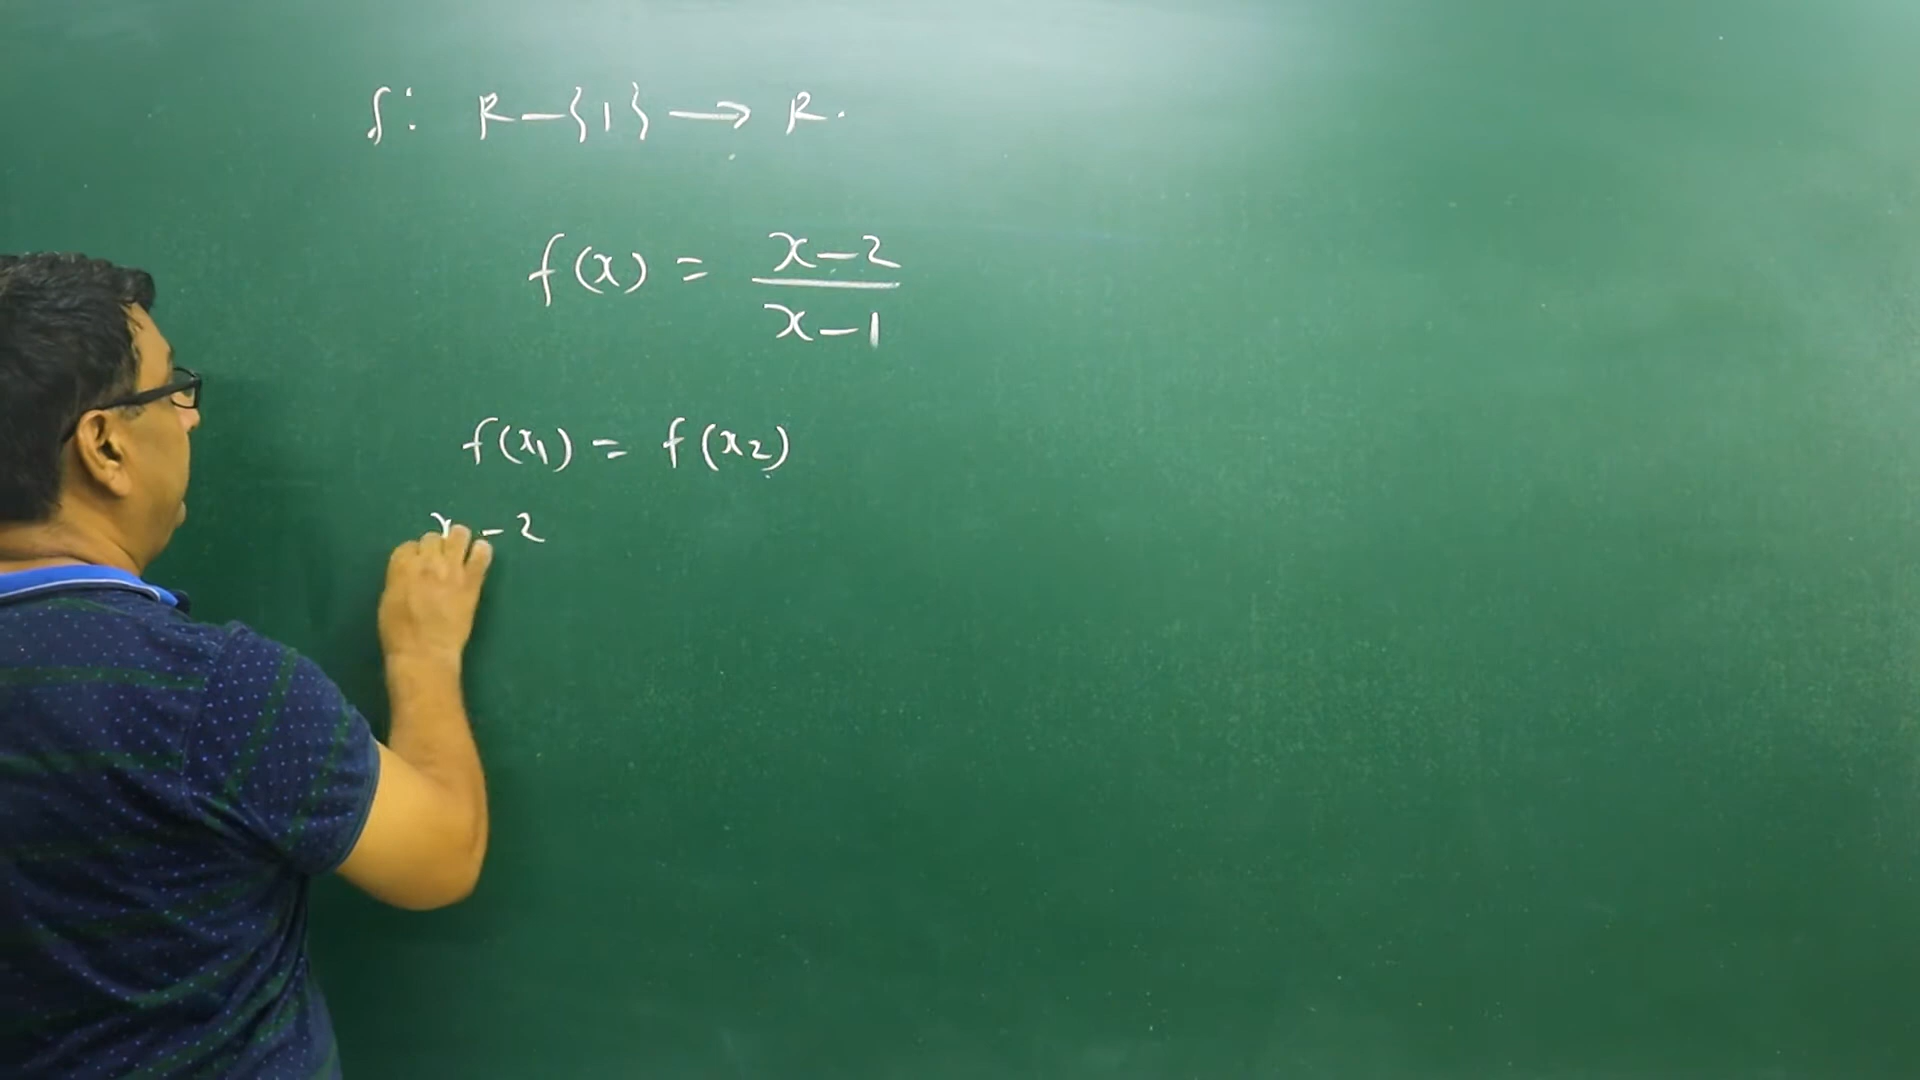 f: R-{1} → R.
f(x) = x-2 / x-1
f(x1) = f(x2)
x -2